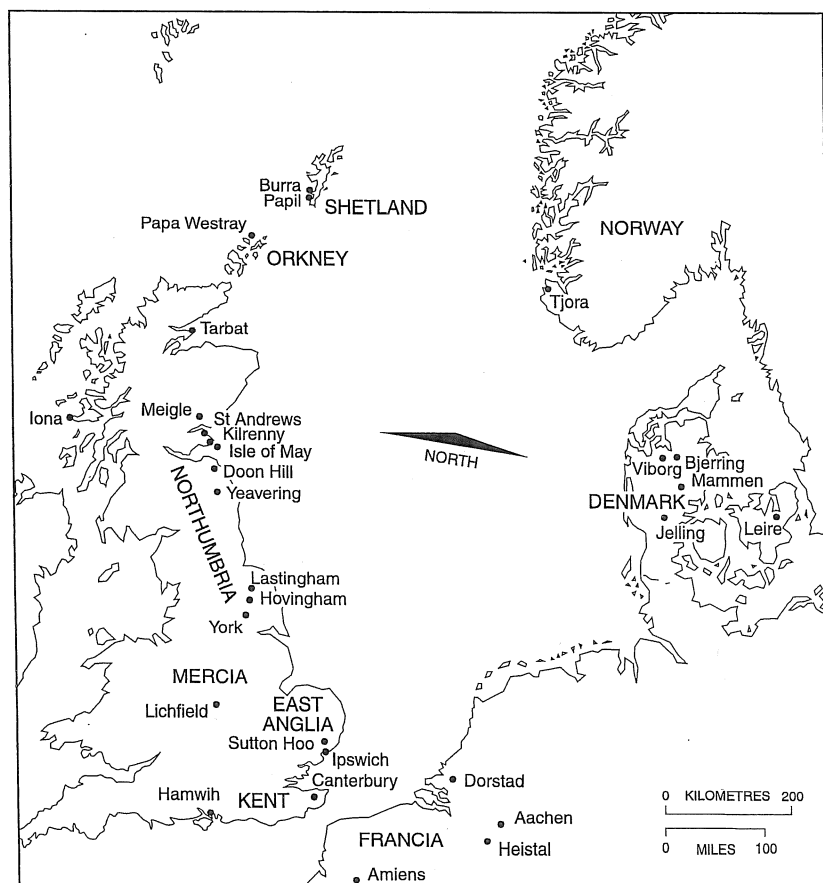 Burra
Papil
SHETLAND
Papa Westray
ORKNEY
NORWAY
Tjora
Tarbat
Iona
Meigle
St Andrews
Kilrenny
Isle of May
Doon Hill
Yeavering
NORTH
Viborg
Bjerring
Mammen
DENMARK
Jelling
Leire
NORTHUMBRIA
Lastingham
Hovingham
York
MERCIA
Lichfield
EAST
ANGLIA
Sutton Hoo
Ipswich
Canterbury
Hamwih
KENT
Dorstad
FRANCIA
Aachen
Heistal
Amiens
0 KILOMETRES 200
0 MILES 100